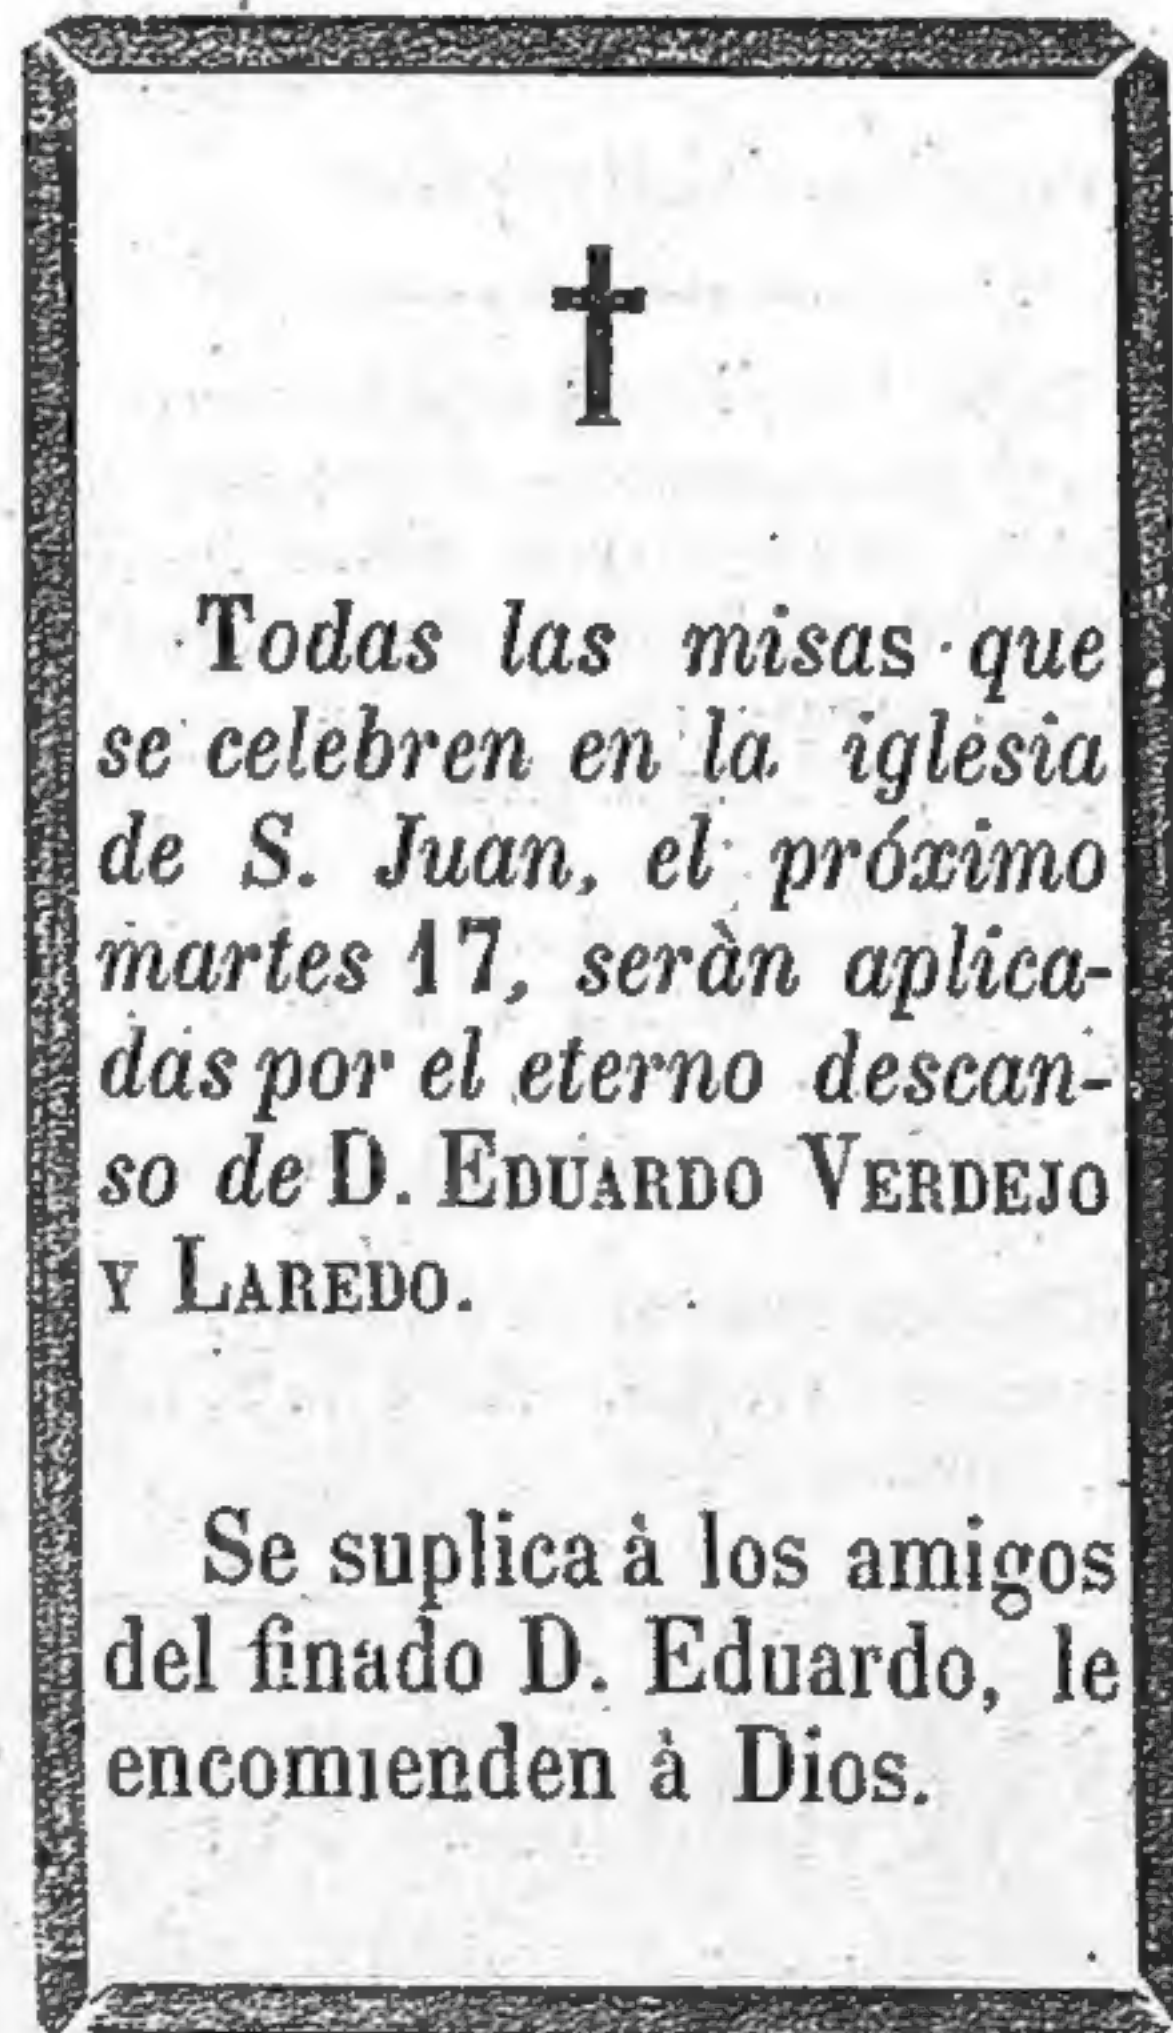 Todas las misas que
se celebren en la iglesia
de S. Juan, el próximo
martes 17, seràn aplica-
das por el eterno descan-
so de D. EDUARDO VERDEJO
Y LAREDO.
Se suplica à los amigos
del finado D. Eduardo, le
encomienden à Dios.